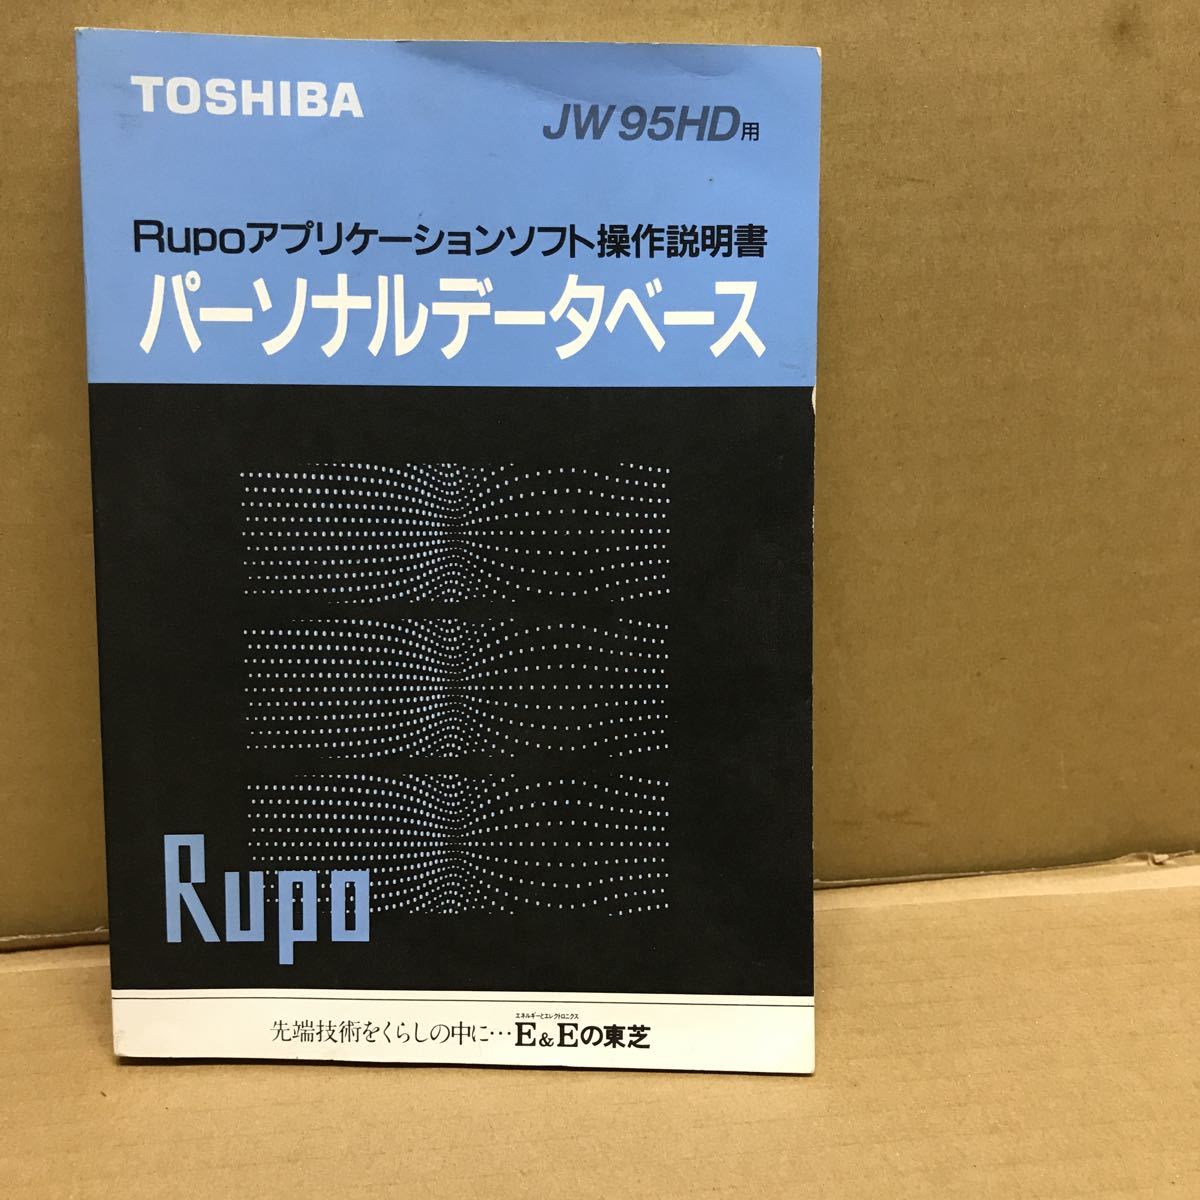 TOSHIBA
JW95HD用
Rupoアプリケーションソフト操作説明書
パーソナルデータベース
Rupo
エネルギーとエレクトロニクス
先端技術をくらしの中に…E&Eの東芝